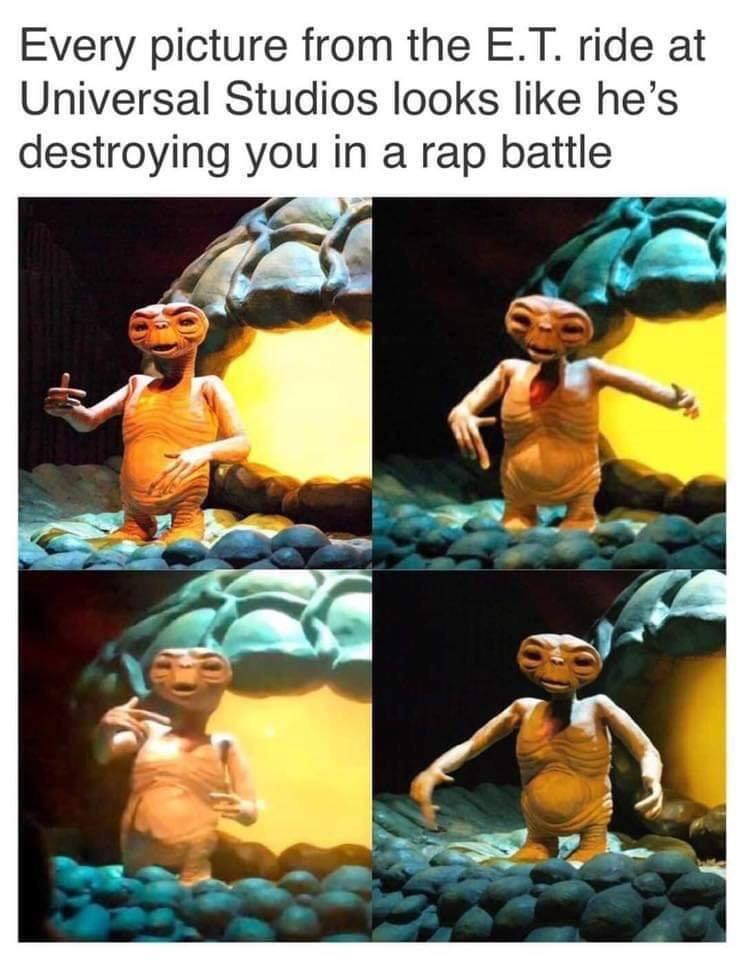 Every picture from the E.T. ride at
Universal Studios looks like he’s
destroying you in a rap battle